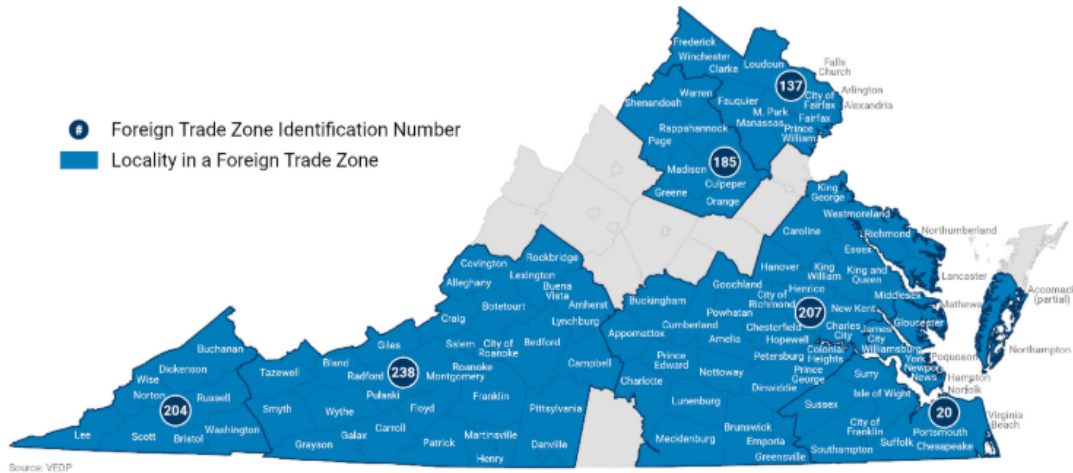 Frederick
Winchester
Clarke
Loudoun
Falls
Church
137
Arlington
Alexandria
City of
Fairfax
Fairfax
Shenandoah
Warren
Fauquier
M. Park
Manassas
Prince
William
Rappahannock
Page
185
Madison
Culpeper
Greene
Orange
# Foreign Trade Zone Identification Number
Locality in a Foreign Trade Zone
King
George
Westmoreland
Richmond
Northumberland
Caroline
Essex
Hanover
King
William
King and
Queen
Lancaster
Accomack
(partial)
Goochland
Henrico
City of
Richmond
207
New Kent
Middlesex
Mathews
Gloucester
Northampton
Buckingham
Powhatan
Cumberland
Chesterfield
Charles
City
James
City
Appomattox
Amelia
Hopewell
Williamsburg
York
Poquoson
Prince
Edward
Petersburg
Colonial
Heights
Newport
News
Hampton
Norfolk
Charlotte
Nottoway
Prince
George
Surry
Dinwiddie
Isle of Wight
Lunenburg
Sussex
20
Virginia
Beach
Mecklenburg
Brunswick
City of
Franklin
Portsmouth
Emporia
Suffolk
Chesapeake
Greensville
Southampton
Covington
Rockbridge
Alleghany
Lexington
Buena
Vista
Botetourt
Amherst
Craig
Lynchburg
Giles
Salem
City of
Roanoke
Bedford
Bland
Roanoke
Campbell
Tazewell
Radford
238
Montgomery
Pulaski
Franklin
Smyth
Wythe
Floyd
Pittsylvania
Galax
Carroll
Martinsville
Grayson
Patrick
Danville
Henry
Buchanan
Dickenson
Wise
Norton
204
Russell
Washington
Lee
Scott
Bristol
Source: VEDP